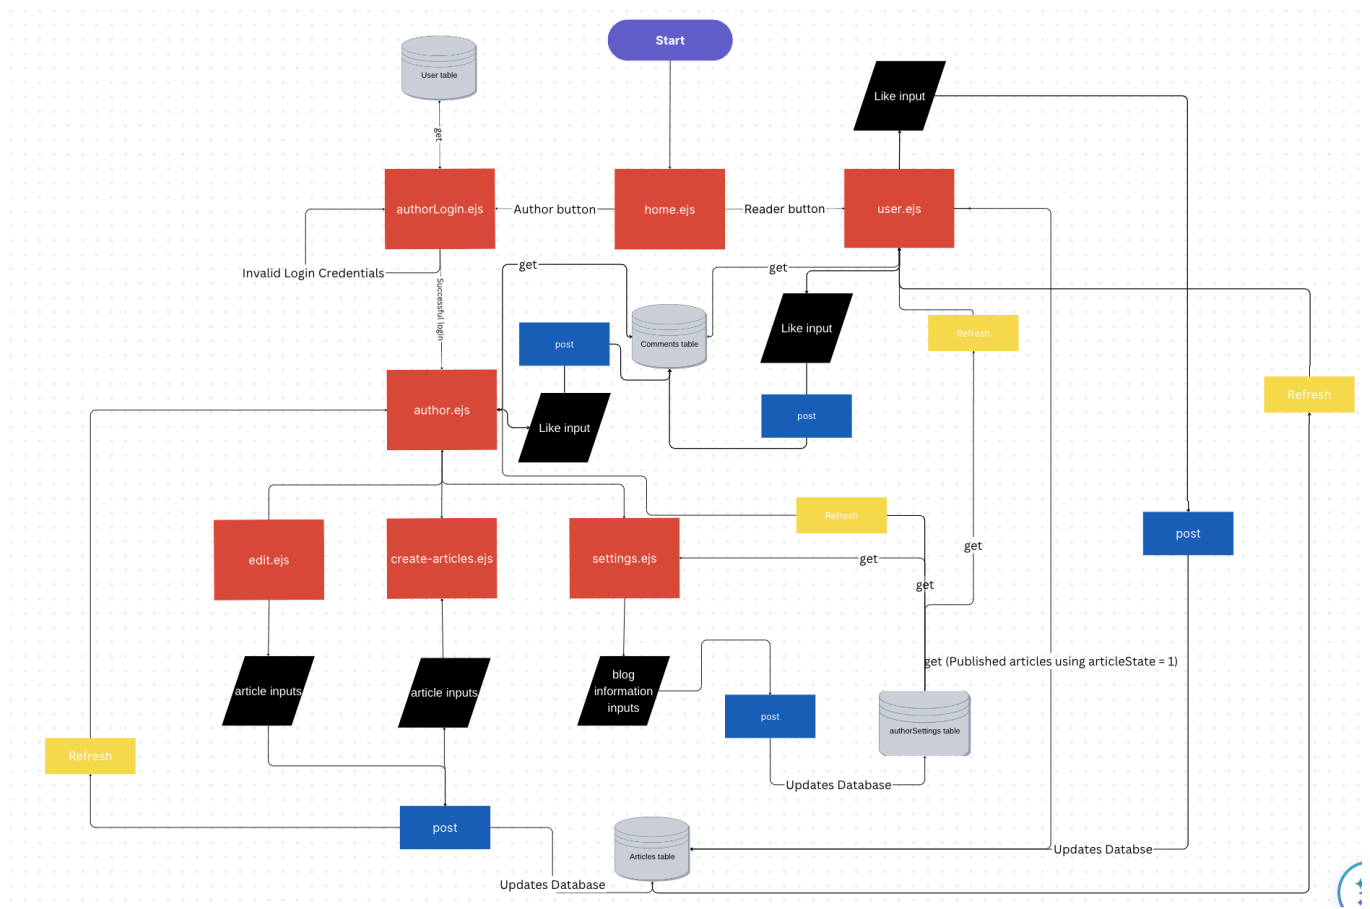 Start
User table
Like input
get
authorLogin.ejs
Author button
home.ejs
Reader button
user.ejs
Invalid Login Credentials
Successful login
get
get
post
Comments table
Like input
Refresh
Refresh
author.ejs
Like input
post
Refresh
post
edit.ejs
create-articles.ejs
settings.ejs
get
get
get
get (Published articles using articleState = 1)
article inputs
article inputs
blog
information
inputs
post
authorSettings table
Refresh
Updates Database
post
Articles table
Updates Databse
Updates Database